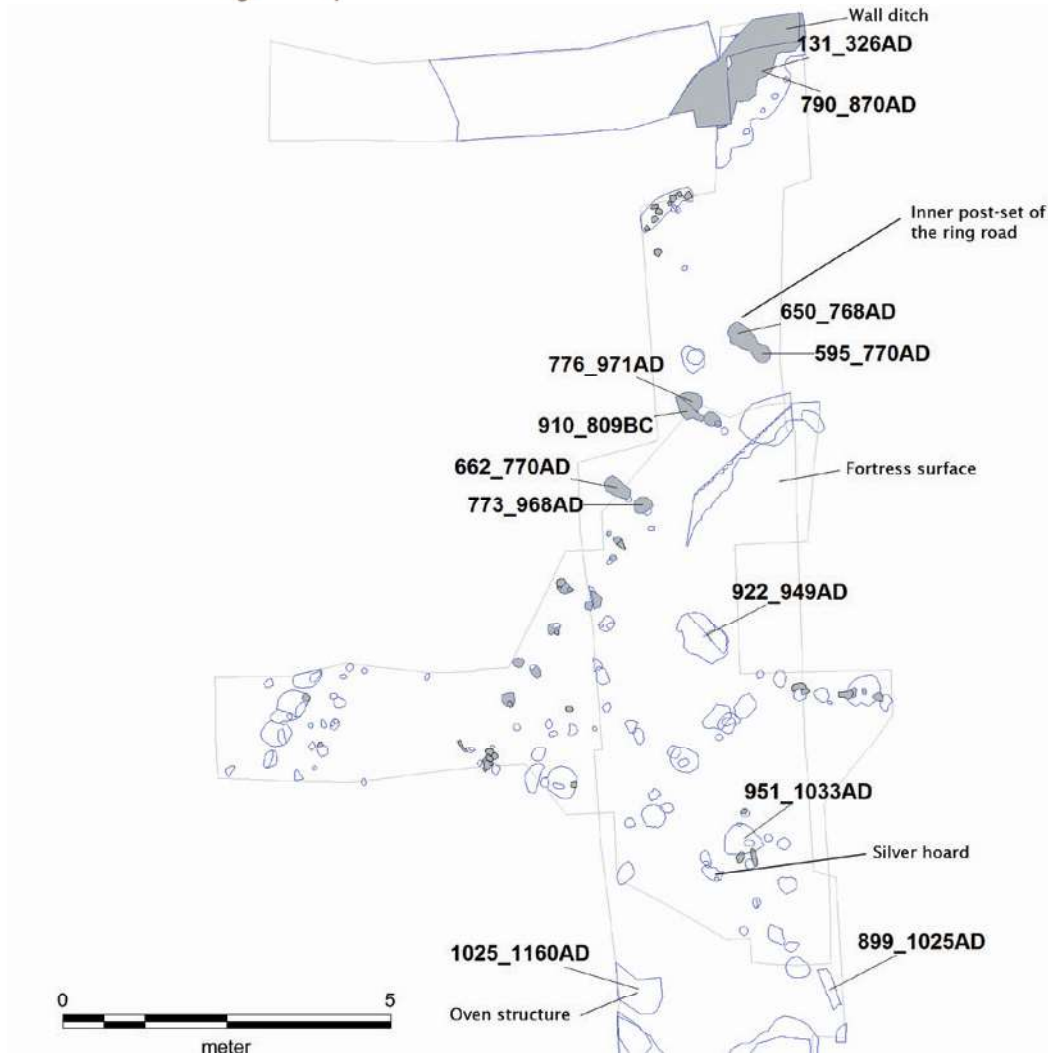 Wall ditch
131_326AD
790_870AD
Inner post-set of
the ring road
650_768AD
595_770AD
776_971AD
910_809BC
662_770AD
773_968AD
Fortress surface
922_949AD
951_1033AD
Silver hoard
899_1025AD
1025_1160AD
Oven structure
0 5
meter